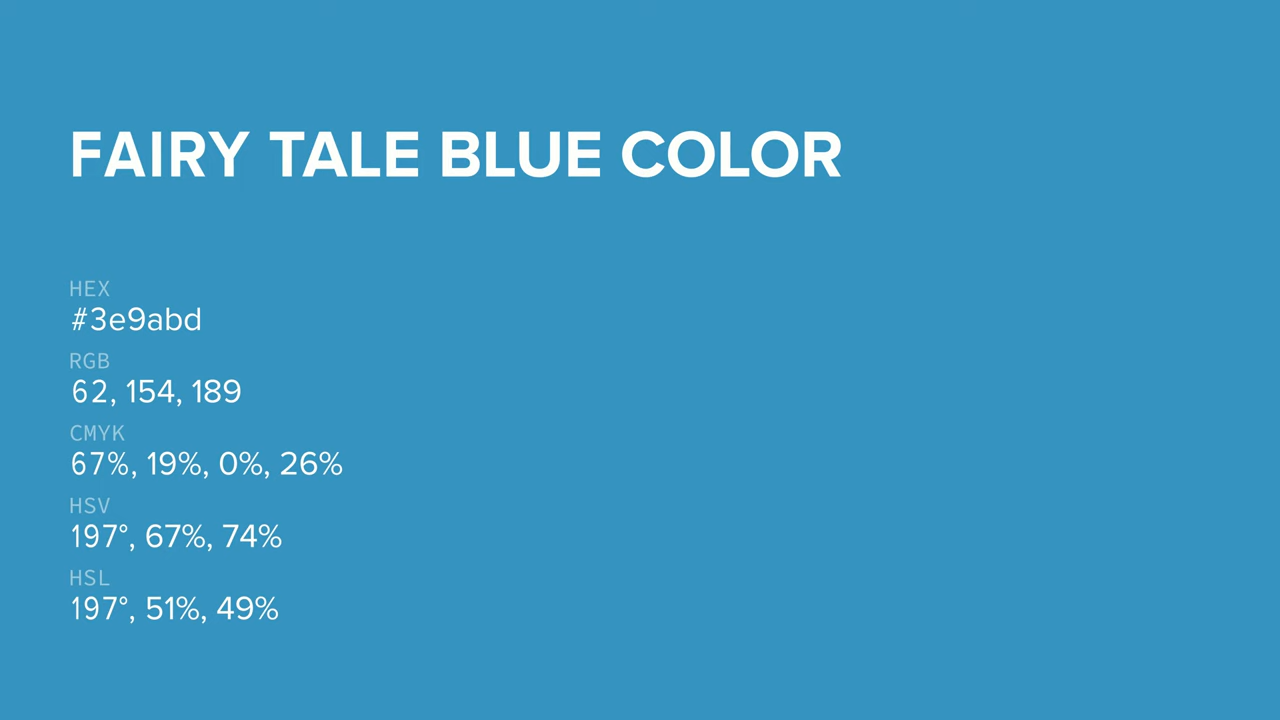 FAIRY TALE BLUE COLOR
HEX
#3e9abd
RGB
62, 154, 189
CMYK
67%, 19%, 0%, 26%
HSV
197°, 67%, 74%
HSL
197°, 51%, 49%